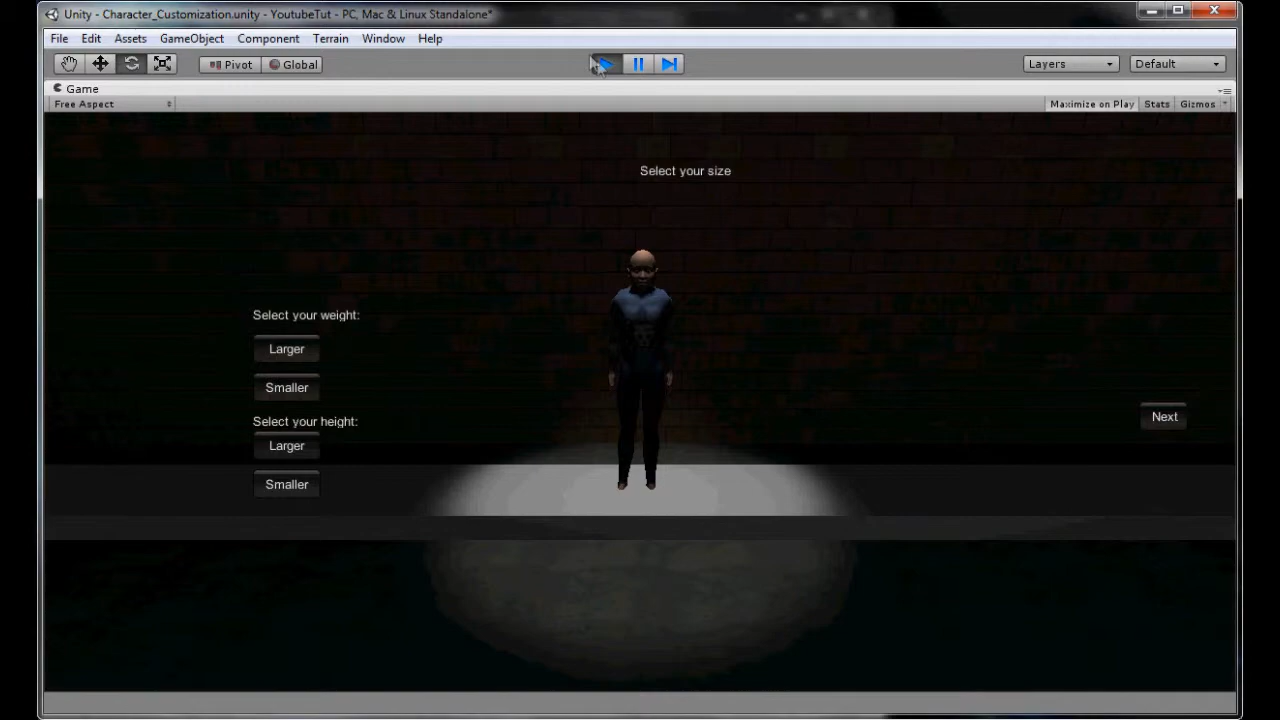 Unity - Character_Customization.unity - YoutubeTut - PC, Mac & Linux Standalone*
File Edit Assets GameObject Component Terrain Window Help
Pivot Global Layers Default
Game
Free Aspect Maximize on Play Stats Gizmos
Select your size
Select your weight:
Larger
Smaller
Select your height:
Larger
Smaller
Next